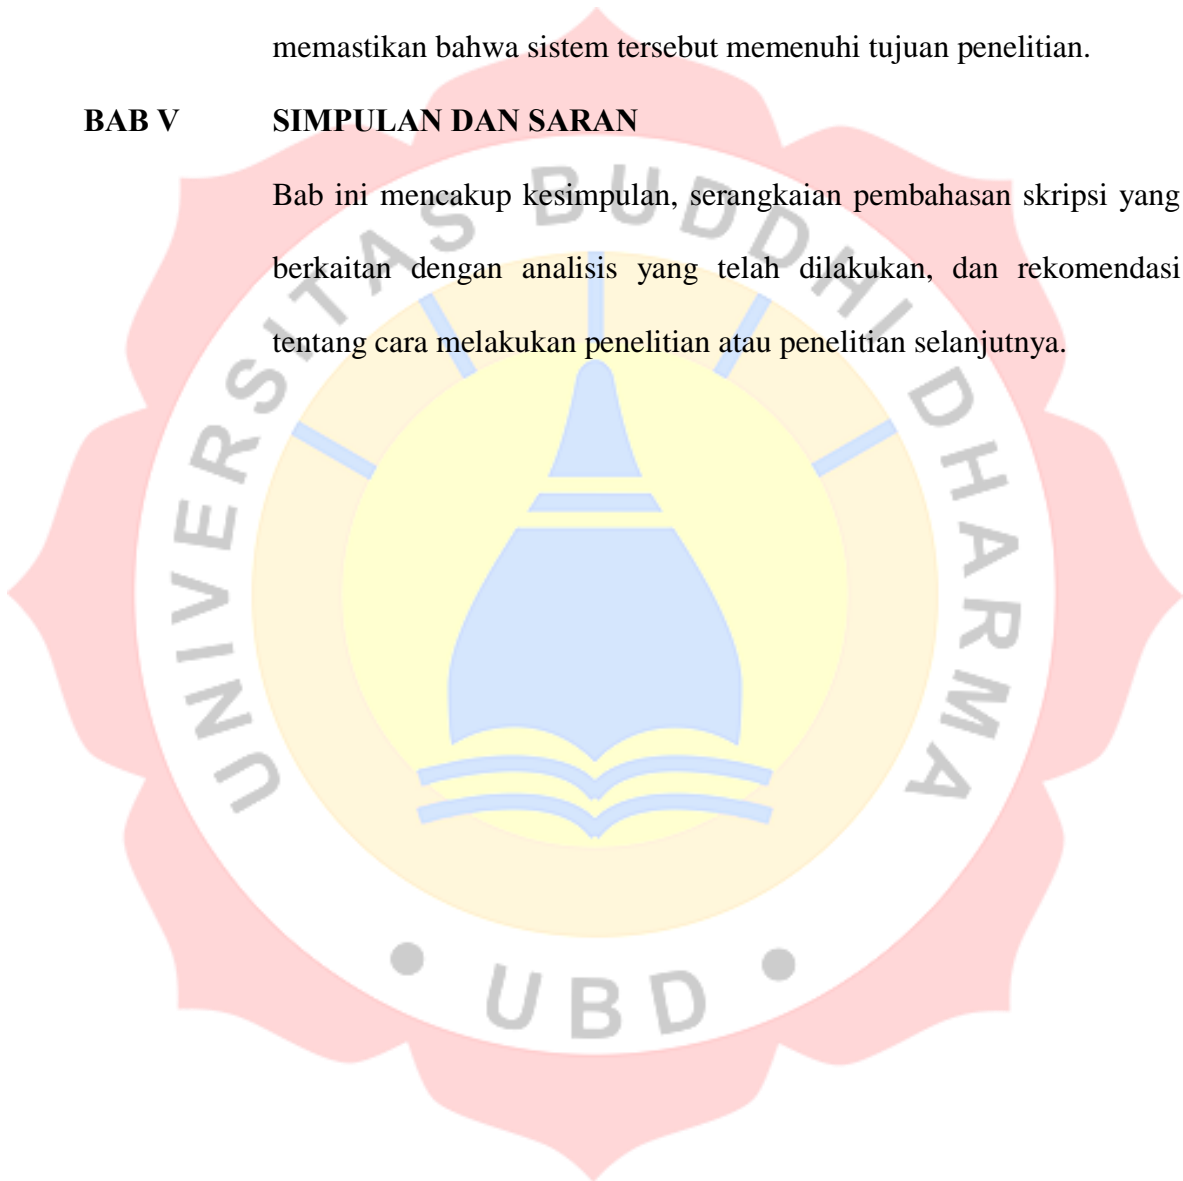 memastikan bahwa sistem tersebut memenuhi tujuan penelitian.
BAB V SIMPULAN DAN SARAN
Bab ini mencakup kesimpulan, serangkaian pembahasan skripsi yang
berkaitan dengan analisis yang telah dilakukan, dan rekomendasi
tentang cara melakukan penelitian atau penelitian selanjutnya.
UNIVERSITAS BUDDHI DHARMA
• UBD •